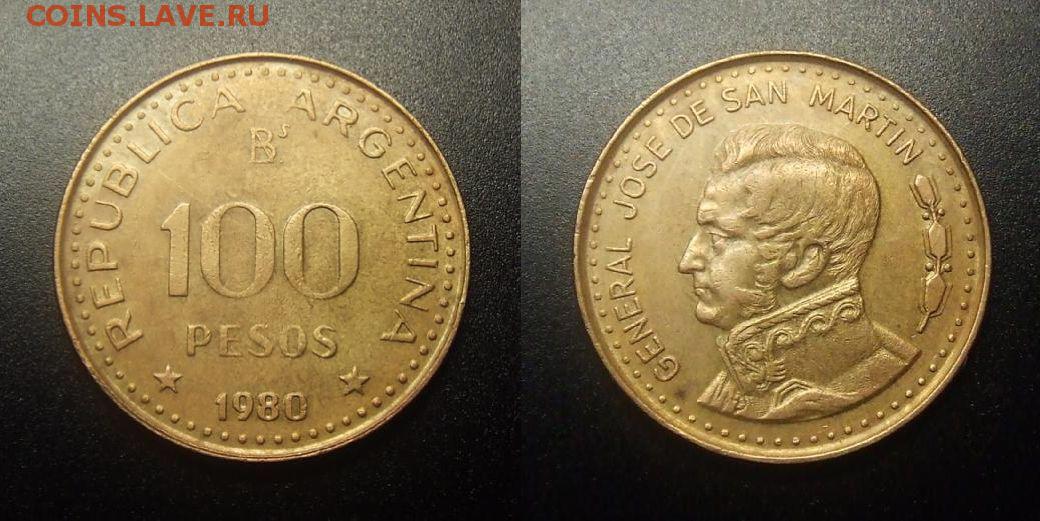 COINS.LAVE.RU
REPUBLICA ARGENTINA
Bs
100
PESOS
1980
GENERAL JOSE DE SAN MARTIN